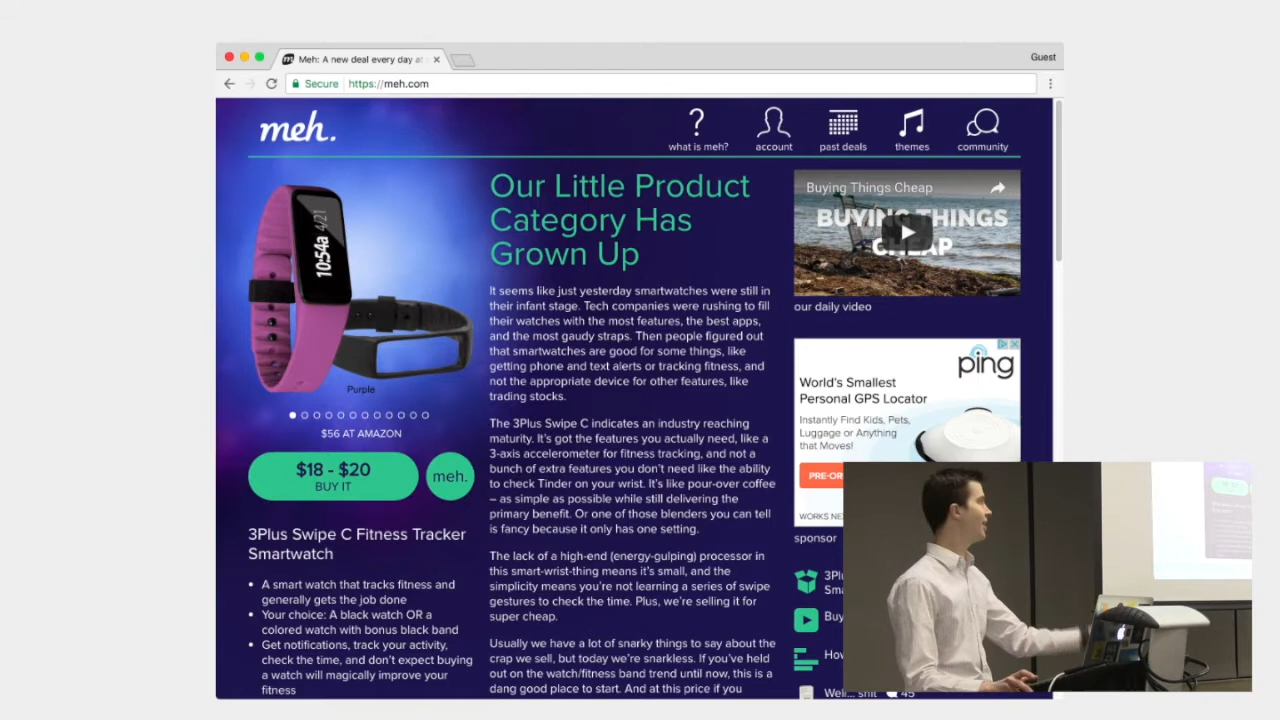 Meh: A new deal every day at
Guest
Secure https://meh.com
meh.
what is meh?
account
past deals
themes
community
10:54a 4/21
Purple
$56 AT AMAZON
$18 - $20
BUY IT
meh.
3Plus Swipe C Fitness Tracker
Smartwatch
• A smart watch that tracks fitness and
generally gets the job done
• Your choice: A black watch OR a
colored watch with bonus black band
• Get notifications, track your activity,
check the time, and don't expect buying
a watch will magically improve your
fitness
Our Little Product
Category Has
Grown Up
It seems like just yesterday smartwatches were still in
their infant stage. Tech companies were rushing to fill
their watches with the most features, the best apps,
and the most gaudy straps. Then people figured out
that smartwatches are good for some things, like
getting phone and text alerts or tracking fitness, and
not the appropriate device for other features, like
trading stocks.
The 3Plus Swipe C indicates an industry reaching
maturity. It's got the features you actually need, like a
3-axis accelerometer for fitness tracking, and not a
bunch of extra features you don't need like the ability
to check Tinder on your wrist. It's like pour-over coffee
– as simple as possible while still delivering the
primary benefit. Or one of those blenders you can tell
is fancy because it only has one setting.
The lack of a high-end (energy-gulping) processor in
this smart-wrist-thing means it's small, and the
simplicity means you're not learning a series of swipe
gestures to check the time. Plus, we're selling it for
super cheap.
Usually we have a lot of snarky things to say about the
crap we sell, but today we're snarkless. If you've held
out on the watch/fitness band trend until now, this is a
dang good place to start. And at this price if you
Buying Things Cheap
BUYING THINGS
CHEAP
our daily video
ping
World's Smallest
Personal GPS Locator
Instantly Find Kids, Pets,
Luggage or Anything
that Moves!
PRE-OR
WORKS NE
sponsor
3Plu
Sma
Buy
How
45